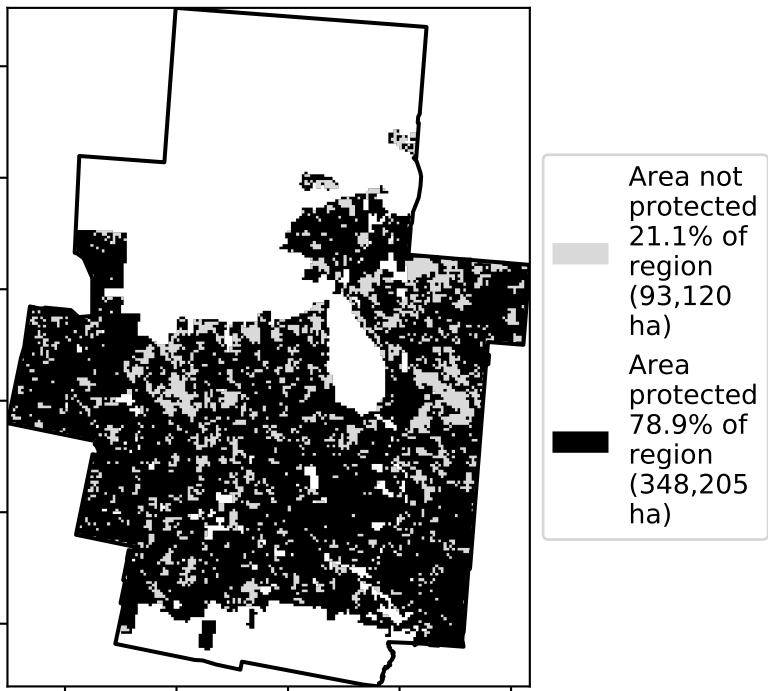 Area not
protected
21.1% of
region
(93,120
ha)
Area
protected
78.9% of
region
(348,205
ha)